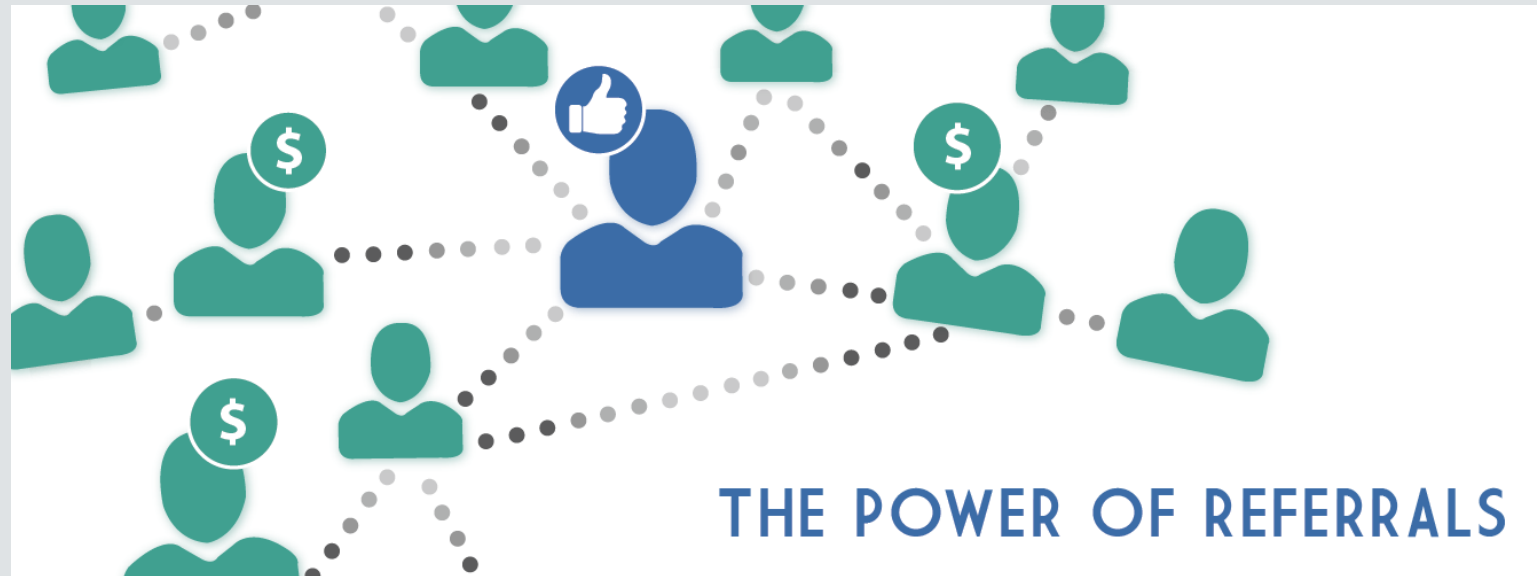 $
$
$
THE POWER OF REFERRALS